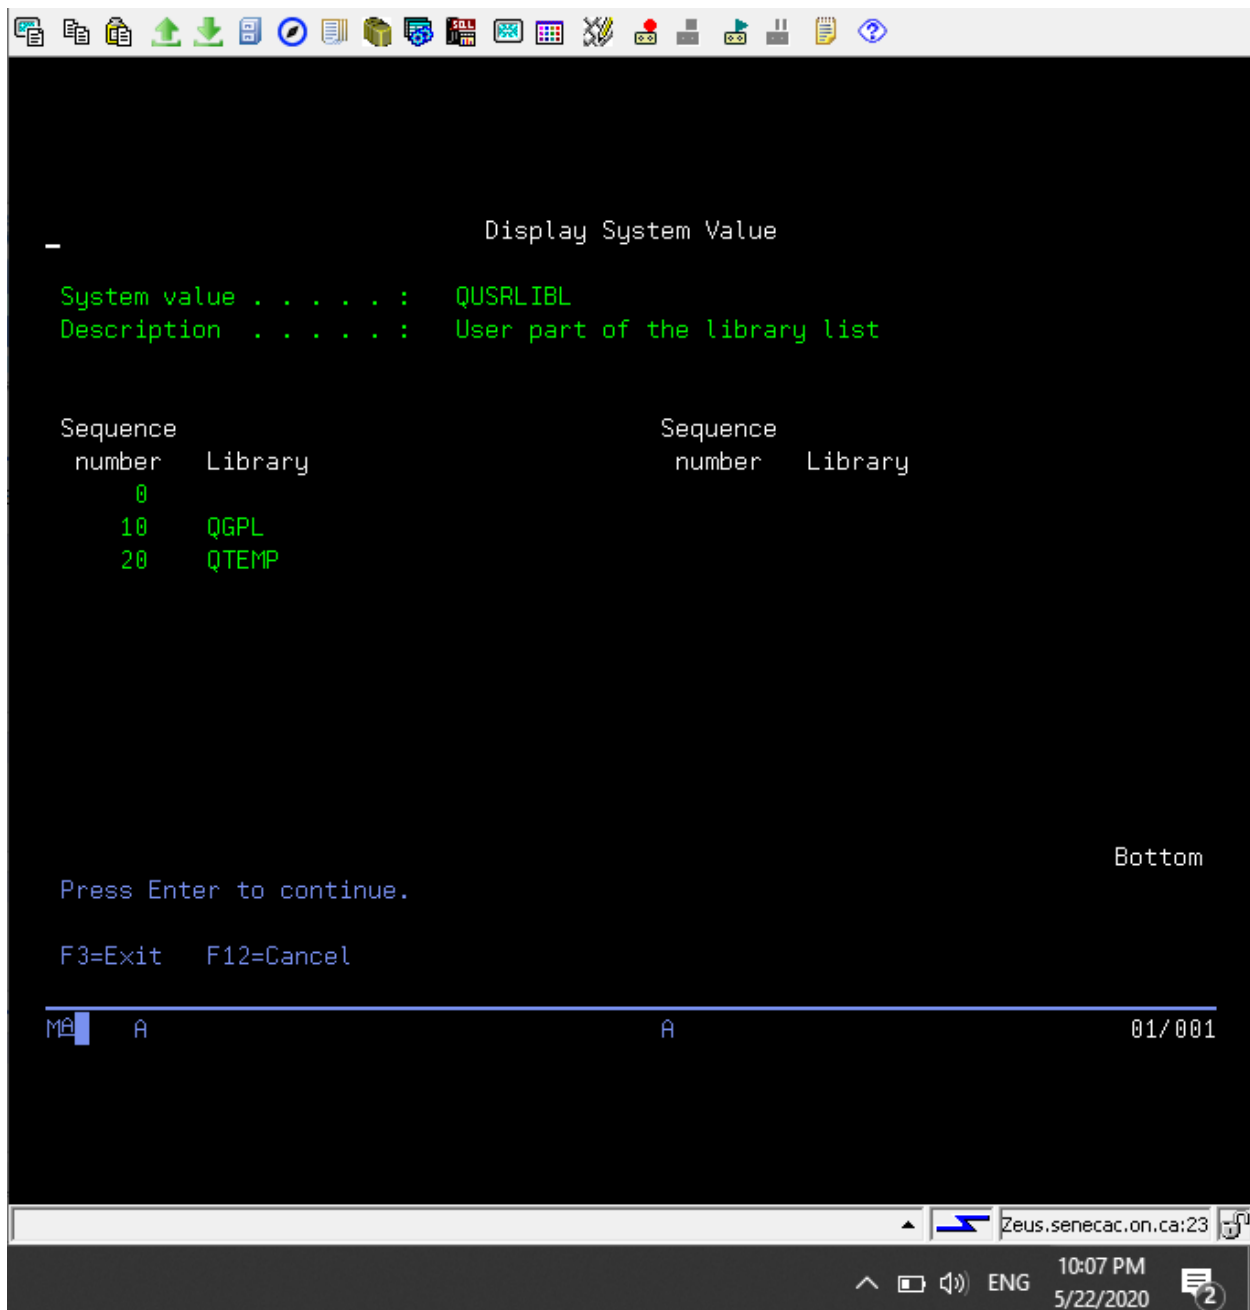 Display System Value
System value . . . . . :   QUSRLIBL
Description  . . . . . :   User part of the library list
Sequence   Sequence
number   Library   number   Library
0
10   QGPL
20   QTEMP
Bottom
Press Enter to continue.
F3=Exit   F12=Cancel
MA   A   A   01/001
Zeus.senecac.on.ca:23
ENG   10:07 PM
5/22/2020   2